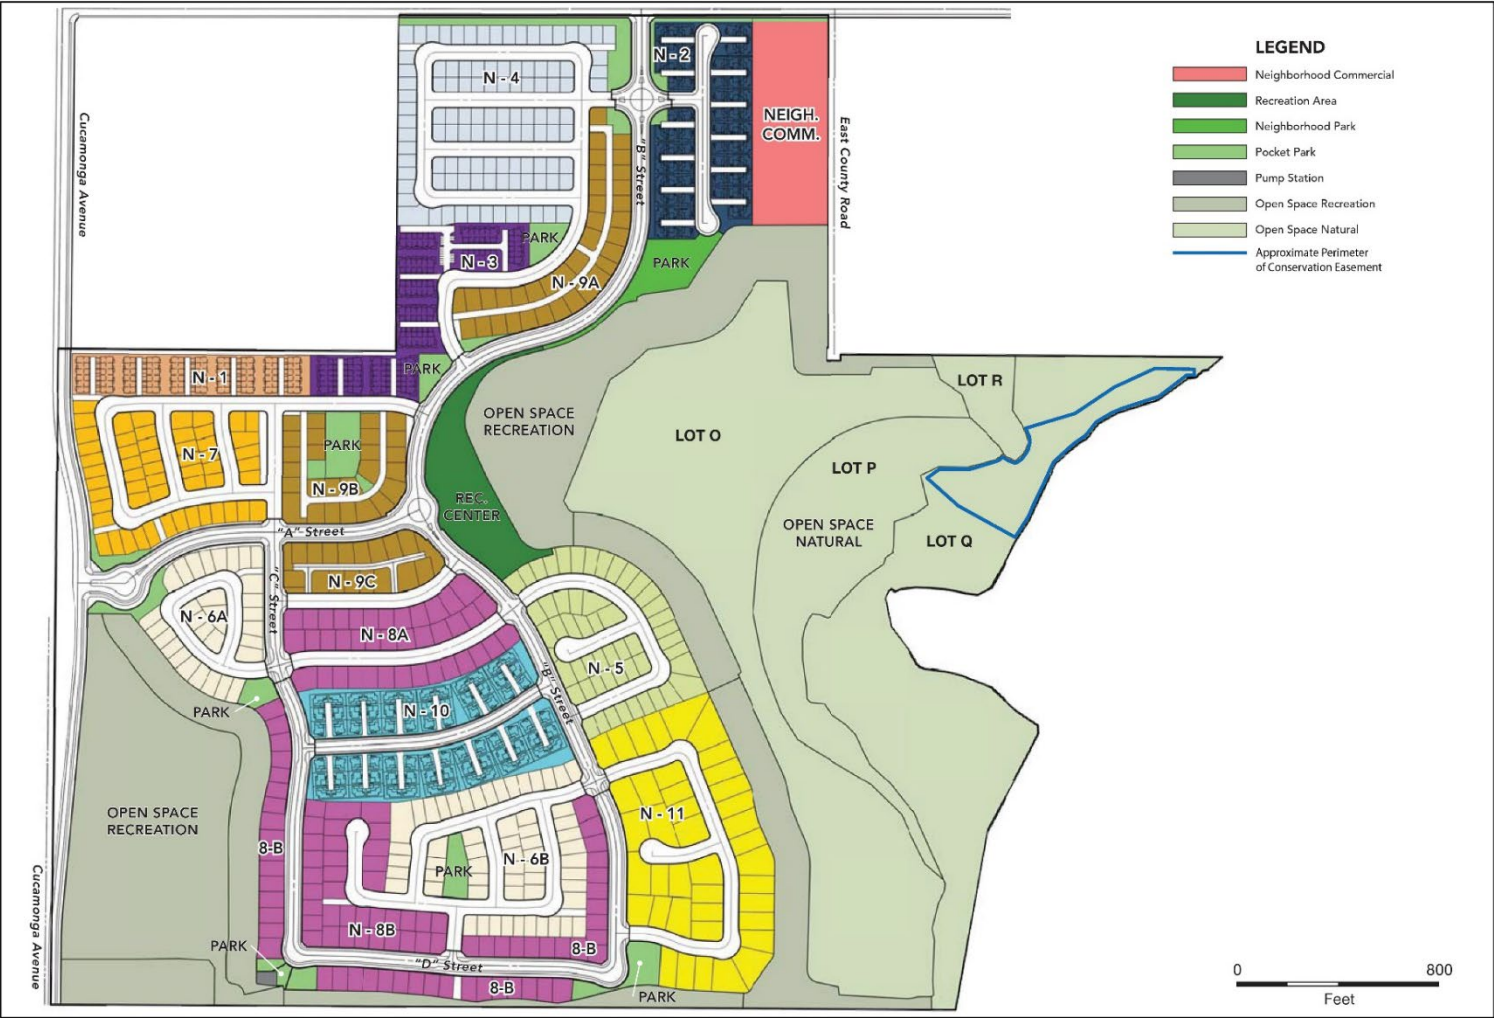 LEGEND
Neighborhood Commercial
Recreation Area
Neighborhood Park
Pocket Park
Pump Station
Open Space Recreation
Open Space Natural
Approximate Perimeter
of Conservation Easement
N - 4
N - 2
NEIGH.
COMM.
Cucamonga Avenue
"B" Street
East County Road
PARK
N - 3
PARK
N - 9A
PARK
N - 1
LOT R
OPEN SPACE
RECREATION
LOT O
PARK
N - 7
LOT P
N - 9B
REC.
CENTER
"A" Street
OPEN SPACE
NATURAL
LOT Q
N - 9C
"C" Street
N - 6A
N - 8A
N - 5
"B" Street
PARK
N - 10
OPEN SPACE
RECREATION
N - 11
8-B
N - 6B
PARK
Cucamonga Avenue
N - 8B
PARK
8-B
"D" Street
8-B
PARK
0 800
Feet